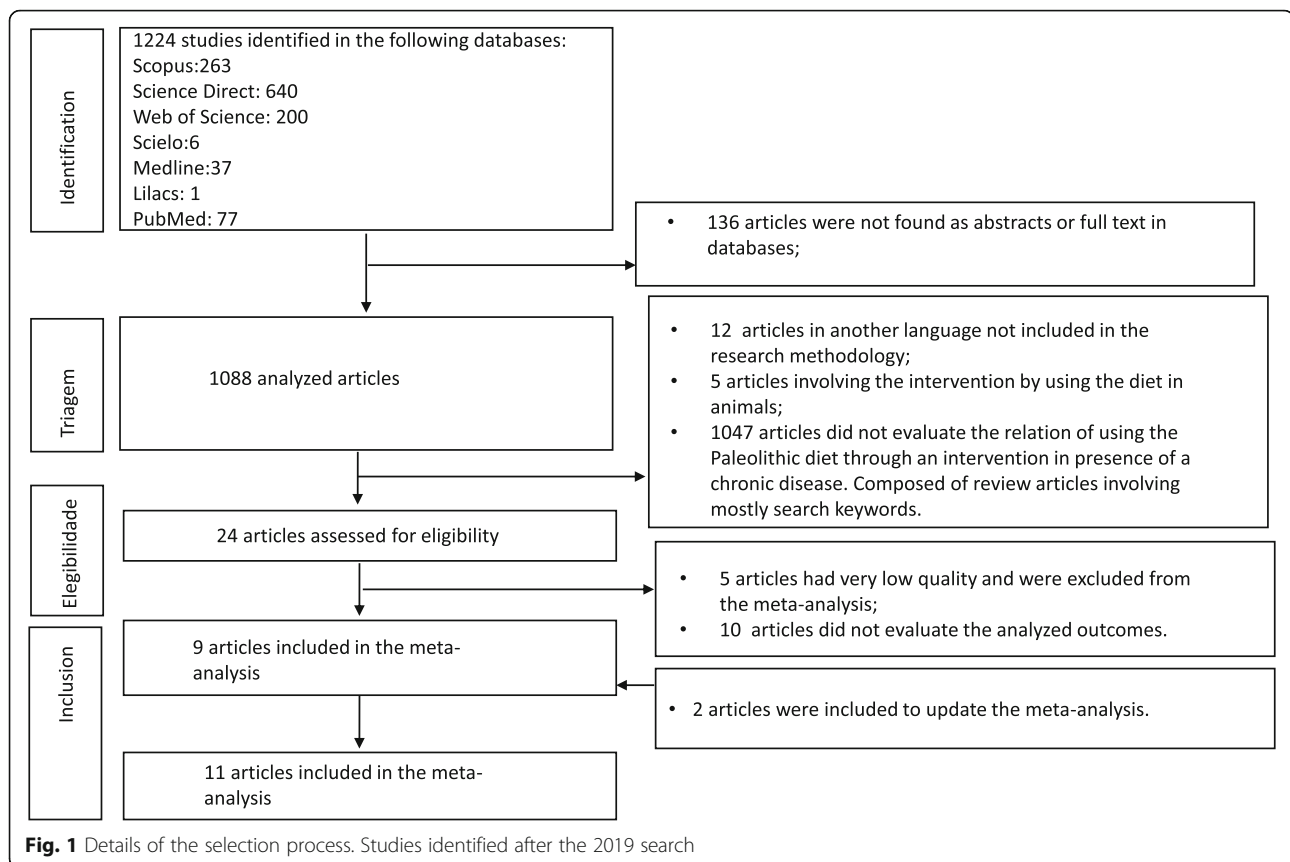 Identification
1224 studies identified in the following databases:
Scopus:263
Science Direct: 640
Web of Science: 200
Scielo:6
Medline:37
Lilacs: 1
PubMed: 77
• 136 articles were not found as abstracts or full text in
databases;
Triagem
1088 analyzed articles
• 12 articles in another language not included in the
research methodology;
• 5 articles involving the intervention by using the diet in
animals;
• 1047 articles did not evaluate the relation of using the
Paleolithic diet through an intervention in presence of a
chronic disease. Composed of review articles involving
mostly search keywords.
Elegibilidade
24 articles assessed for eligibility
• 5 articles had very low quality and were excluded from
the meta-analysis;
• 10 articles did not evaluate the analyzed outcomes.
Inclusion
9 articles included in the meta-
analysis
• 2 articles were included to update the meta-analysis.
11 articles included in the meta-
analysis
Fig. 1 Details of the selection process. Studies identified after the 2019 search